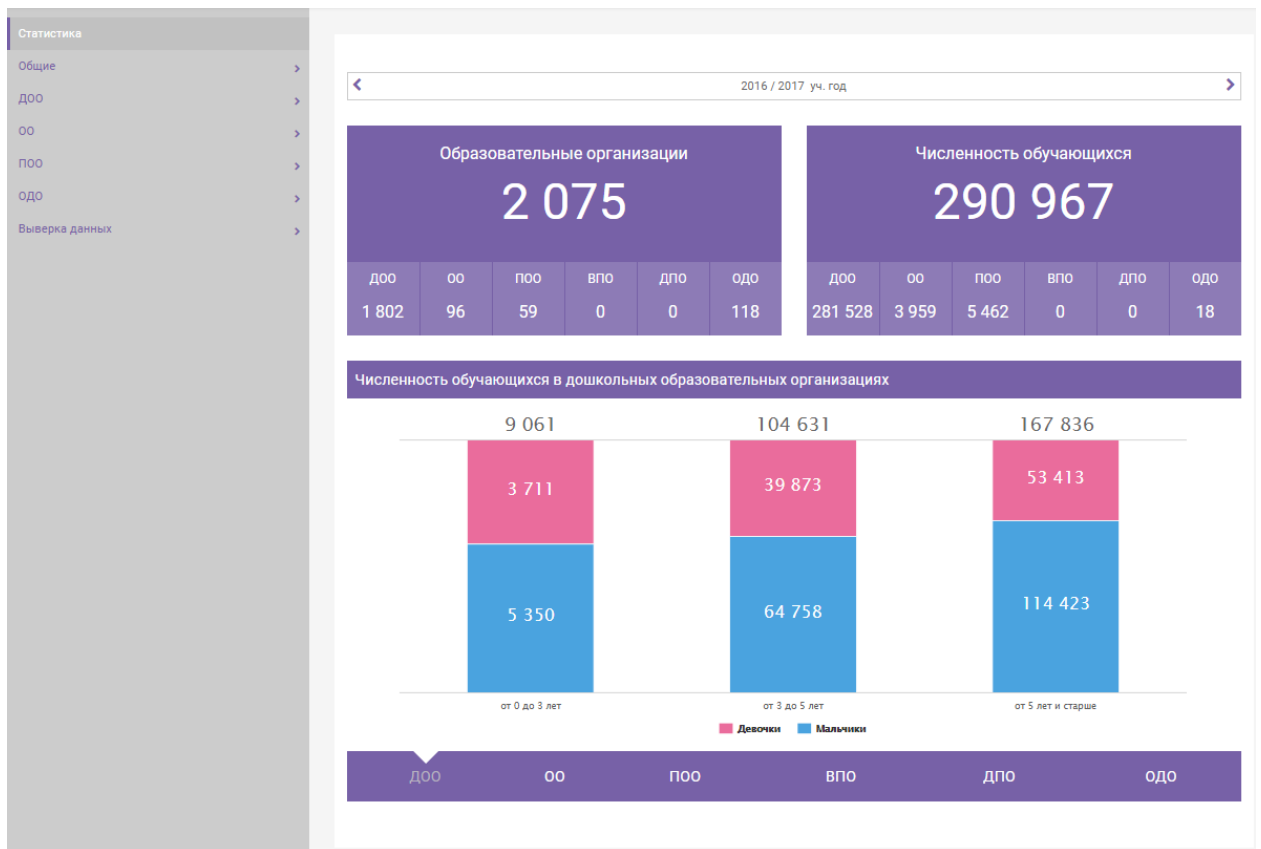 Статистика
Общие
ДОО
ОО
ПОО
ОДО
Выверка данных
2016 / 2017 уч. год
Образовательные организации
2 075
ДОО ОО ПОО ВПО ДПО ОДО
1 802 96 59 0 0 118
Численность обучающихся
290 967
ДОО ОО ПОО ВПО ДПО ОДО
281 528 3 959 5 462 0 0 18
Численность обучающихся в дошкольных образовательных организациях
9 061 104 631 167 836
3 711 39 873 53 413
5 350 64 758 114 423
от 0 до 3 лет от 3 до 5 лет от 5 лет и старше
Девочки Мальчики
ДОО ОО ПОО ВПО ДПО ОДО